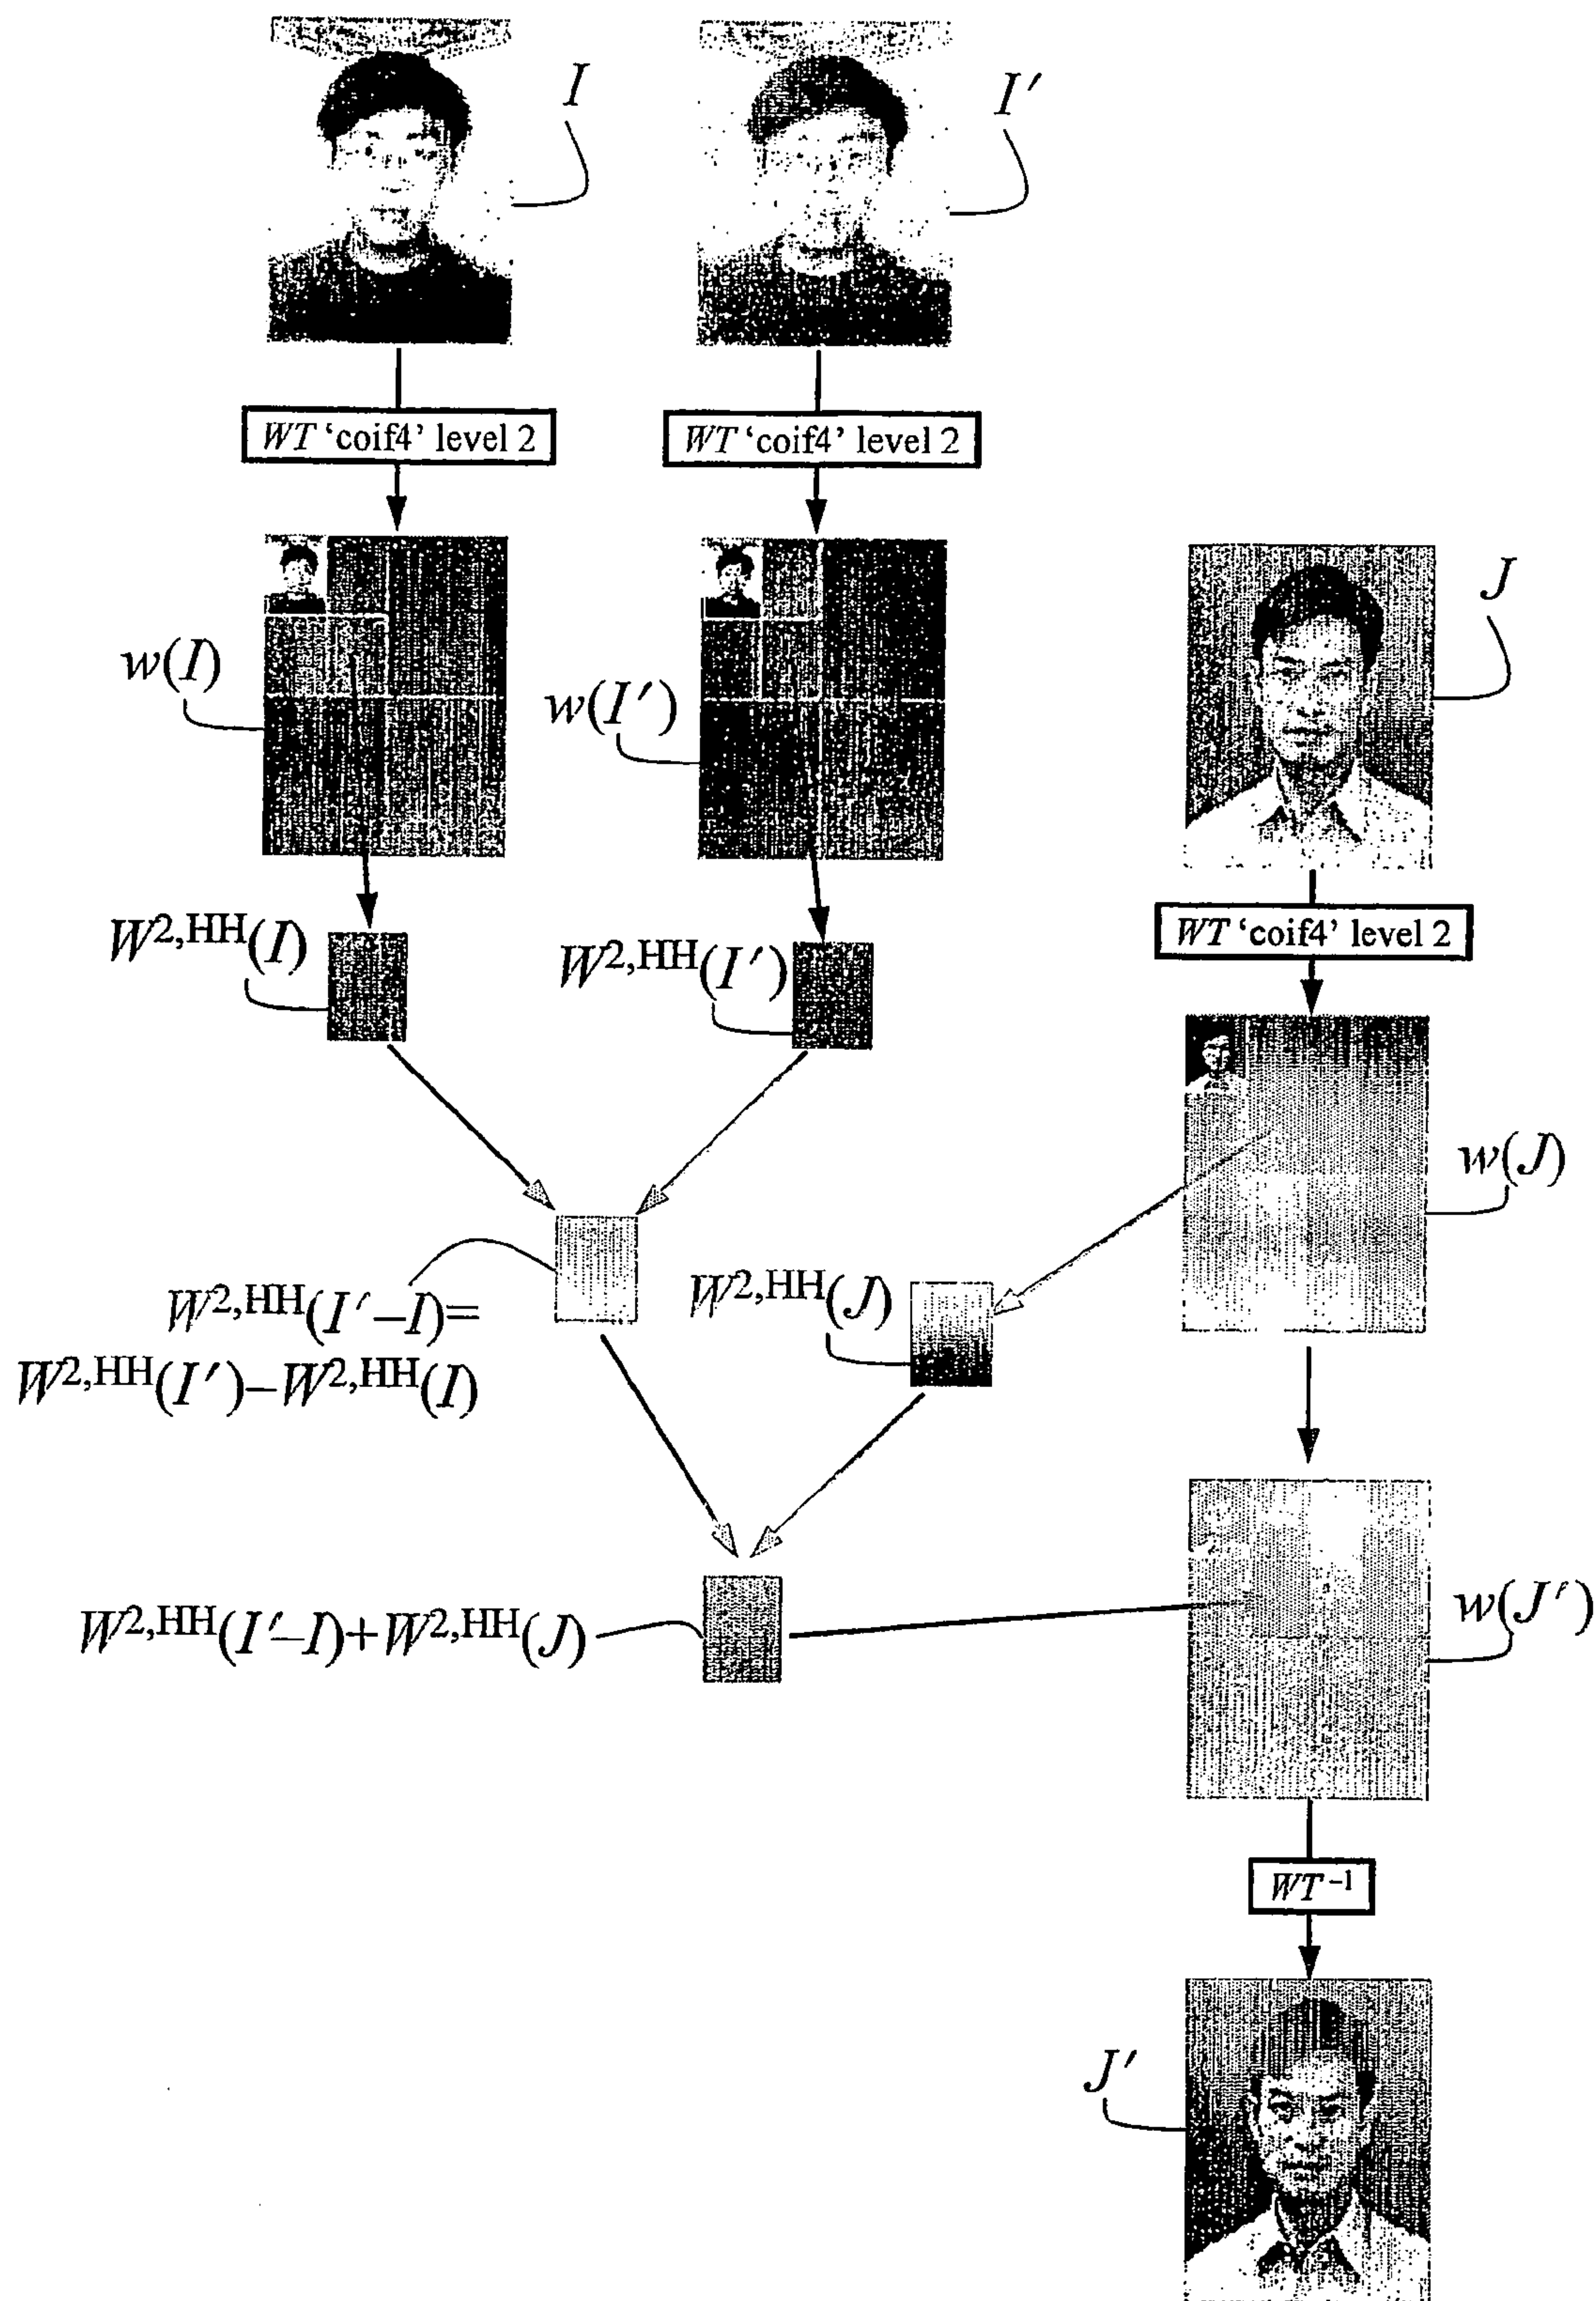 I
I′
WT ‘coif4’ level 2
WT ‘coif4’ level 2
w(I)
w(I′)
J
WT ‘coif4’ level 2
W²,ᴴᴴ(I)
W²,ᴴᴴ(I′)
w(J)
W²,ᴴᴴ(I′–I)=
W²,ᴴᴴ(I′)–W²,ᴴᴴ(I)
W²,ᴴᴴ(J)
W²,ᴴᴴ(I′–I)+W²,ᴴᴴ(J)
w(J′)
WT⁻¹
J′